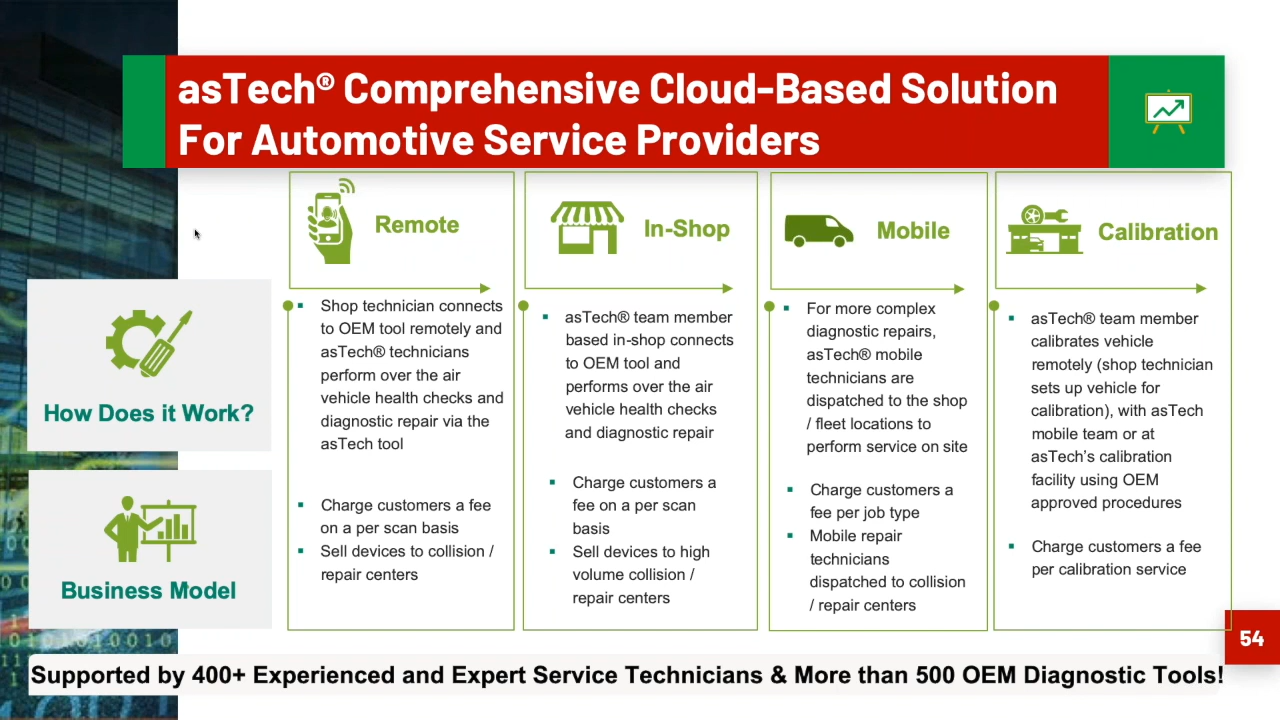 asTech® Comprehensive Cloud-Based Solution
For Automotive Service Providers
Remote
In-Shop
Mobile
Calibration
How Does it Work?
Shop technician connects
to OEM tool remotely and
asTech® technicians
perform over the air
vehicle health checks and
diagnostic repair via the
asTech tool
asTech® team member
based in-shop connects
to OEM tool and
performs over the air
vehicle health checks
and diagnostic repair
For more complex
diagnostic repairs,
asTech® mobile
technicians are
dispatched to the shop
/ fleet locations to
perform service on site
asTech® team member
calibrates vehicle
remotely (shop technician
sets up vehicle for
calibration), with asTech
mobile team or at
asTech's calibration
facility using OEM
approved procedures
Business Model
Charge customers a fee
on a per scan basis
Sell devices to collision /
repair centers
Charge customers a
fee on a per scan
basis
Sell devices to high
volume collision /
repair centers
Charge customers a
fee per job type
Mobile repair
technicians
dispatched to collision
/ repair centers
Charge customers a fee
per calibration service
54
Supported by 400+ Experienced and Expert Service Technicians & More than 500 OEM Diagnostic Tools!